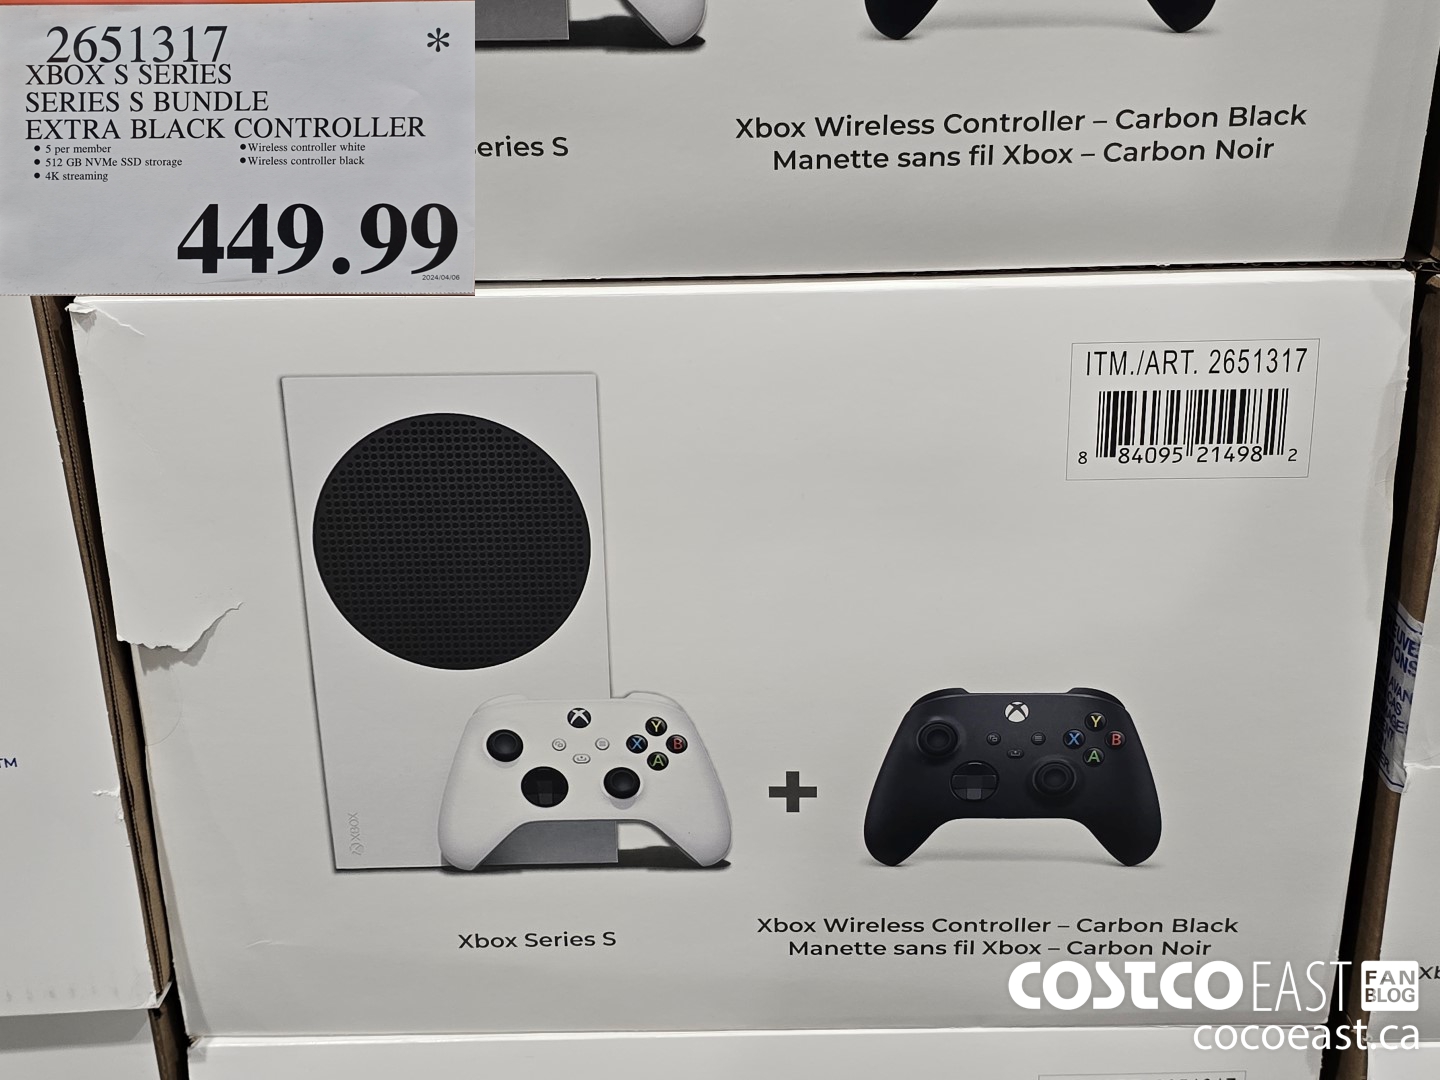 2651317
*
XBOX S SERIES
SERIES S BUNDLE
EXTRA BLACK CONTROLLER
• 5 per member
• 512 GB NVMe SSD strorage
• 4K streaming
• Wireless controller white
• Wireless controller black
449.99
2024/04/06
eries S
Xbox Wireless Controller – Carbon Black
Manette sans fil Xbox – Carbon Noir
ITM./ART. 2651317
8 84095 21498 2
XBOX
Y
X B
A
Y
X B
A
+
Xbox Series S
Xbox Wireless Controller – Carbon Black
Manette sans fil Xbox – Carbon Noir
TM
COSTCO EAST FAN BLOG
cocoeast.ca